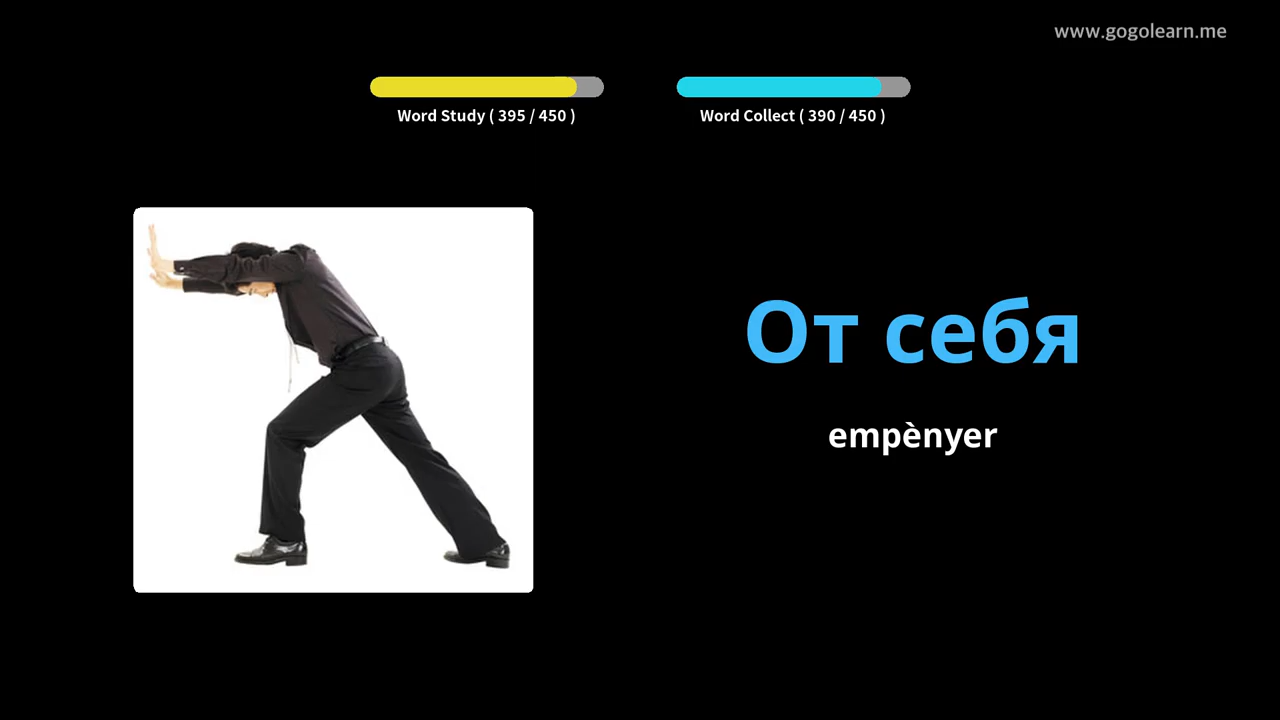 www.gogolearn.me
Word Study ( 395 / 450 )
Word Collect ( 390 / 450 )
От себя
empènyer